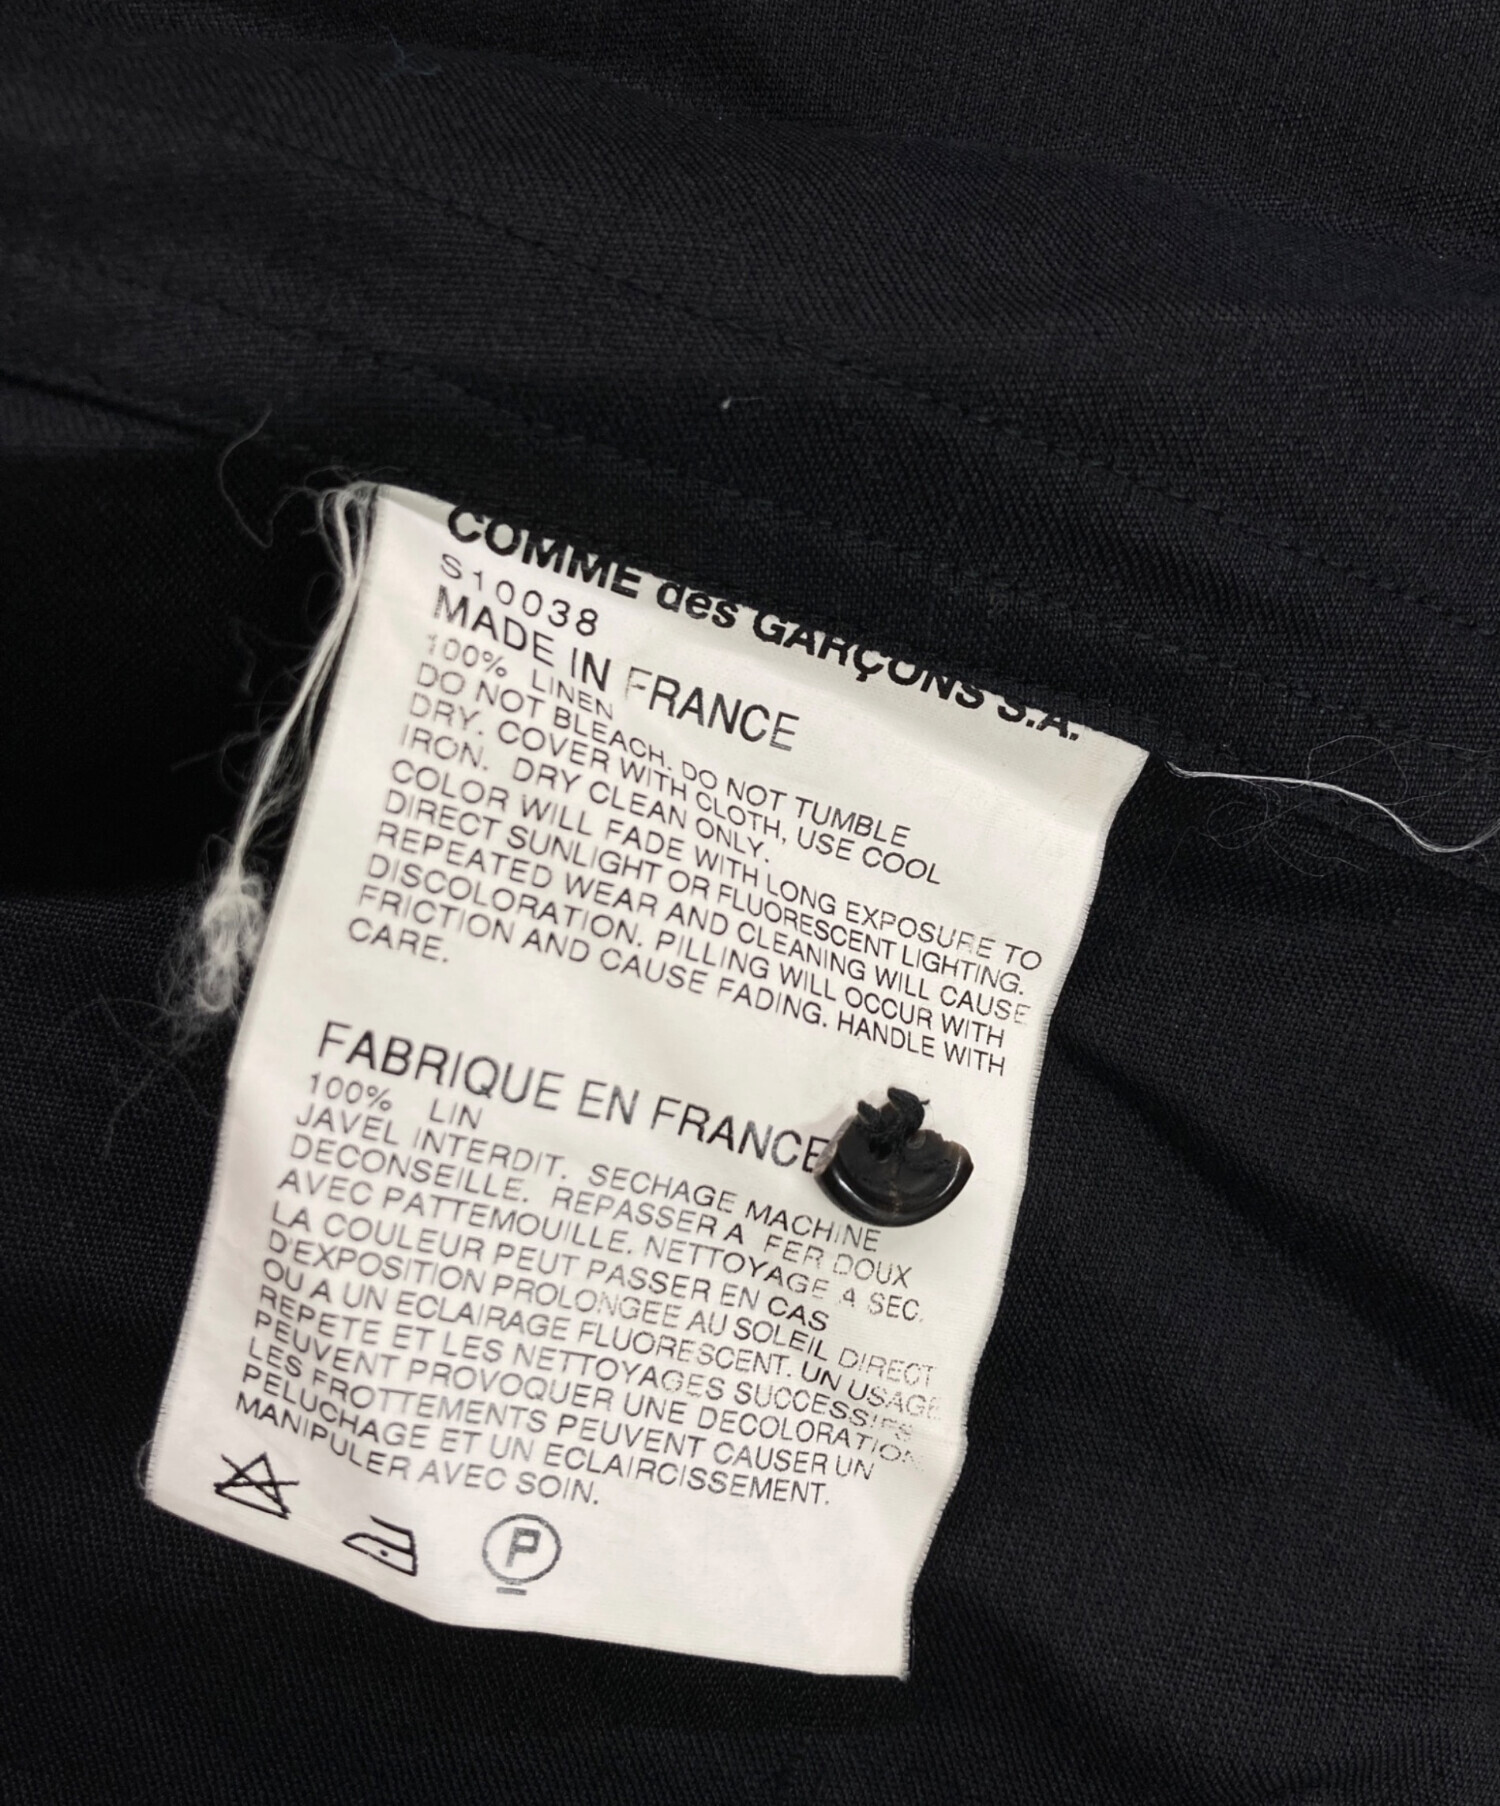 COMME des GARÇONS S.A.
S10038
MADE IN FRANCE
100% LINEN
DO NOT BLEACH. DO NOT TUMBLE
DRY. COVER WITH CLOTH, USE COOL
IRON. DRY CLEAN ONLY.
COLOR WILL FADE WITH LONG EXPOSURE TO
DIRECT SUNLIGHT OR FLUORESCENT LIGHTING.
REPEATED WEAR AND CLEANING WILL CAUSE
DISCOLORATION. PILLING WILL OCCUR WITH
FRICTION AND CAUSE FADING. HANDLE WITH
CARE.
FABRIQUE EN FRANCE
100% LIN
JAVEL INTERDIT. SECHAGE MACHINE
DECONSEILLE. REPASSER A FER DOUX
AVEC PATTEMOUILLE. NETTOYAGE A SEC.
LA COULEUR PEUT PASSER EN CAS
D'EXPOSITION PROLONGEE AU SOLEIL DIRECT
OU A UN ECLAIRAGE FLUORESCENT. UN USAGE
REPETE ET LES NETTOYAGES SUCCESSIFS
PEUVENT PROVOQUER UNE DECOLORATION.
LES FROTTEMENTS PEUVENT CAUSER UN
PELUCHAGE ET UN ECLAIRCISSEMENT.
MANIPULER AVEC SOIN.
P